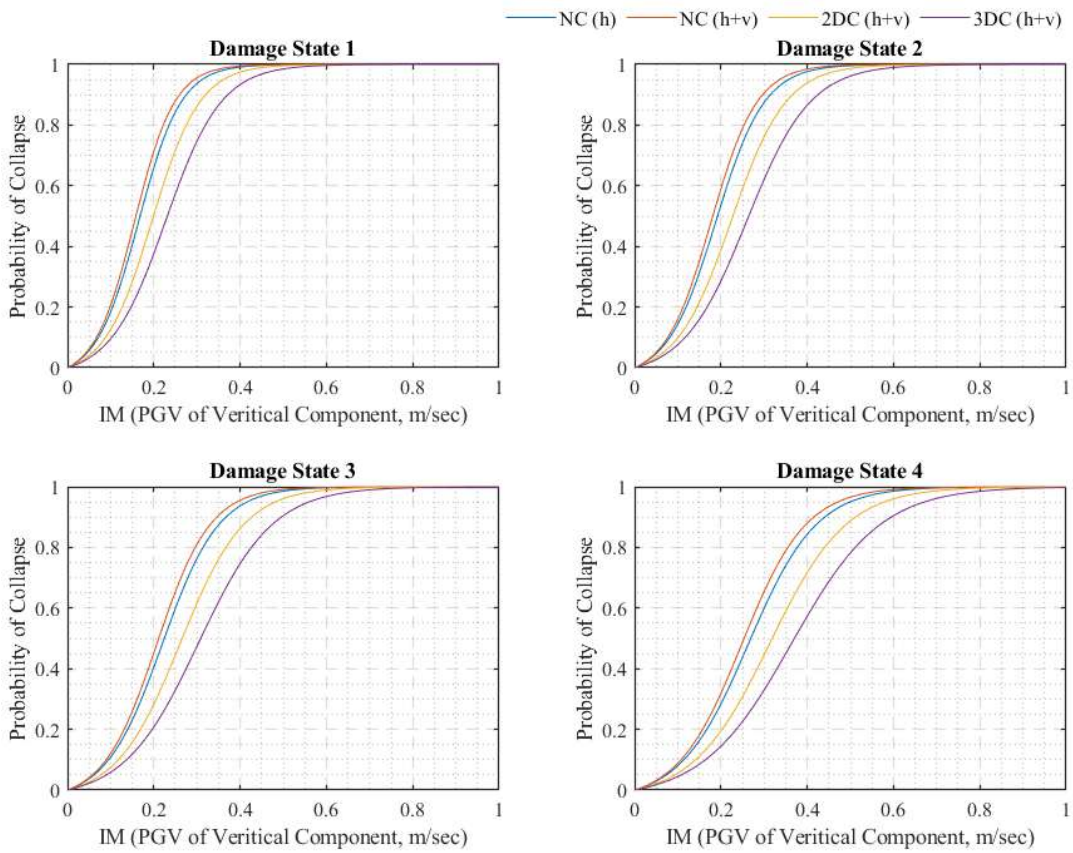 NC (h) NC (h+v) 2DC (h+v) 3DC (h+v)
Damage State 1
Probability of Collapse
1
0.8
0.6
0.4
0.2
0
0 0.2 0.4 0.6 0.8 1
IM (PGV of Veritical Component, m/sec)
Damage State 2
Probability of Collapse
1
0.8
0.6
0.4
0.2
0
0 0.2 0.4 0.6 0.8 1
IM (PGV of Veritical Component, m/sec)
Damage State 3
Probability of Collapse
1
0.8
0.6
0.4
0.2
0
0 0.2 0.4 0.6 0.8 1
IM (PGV of Veritical Component, m/sec)
Damage State 4
Probability of Collapse
1
0.8
0.6
0.4
0.2
0
0 0.2 0.4 0.6 0.8 1
IM (PGV of Veritical Component, m/sec)